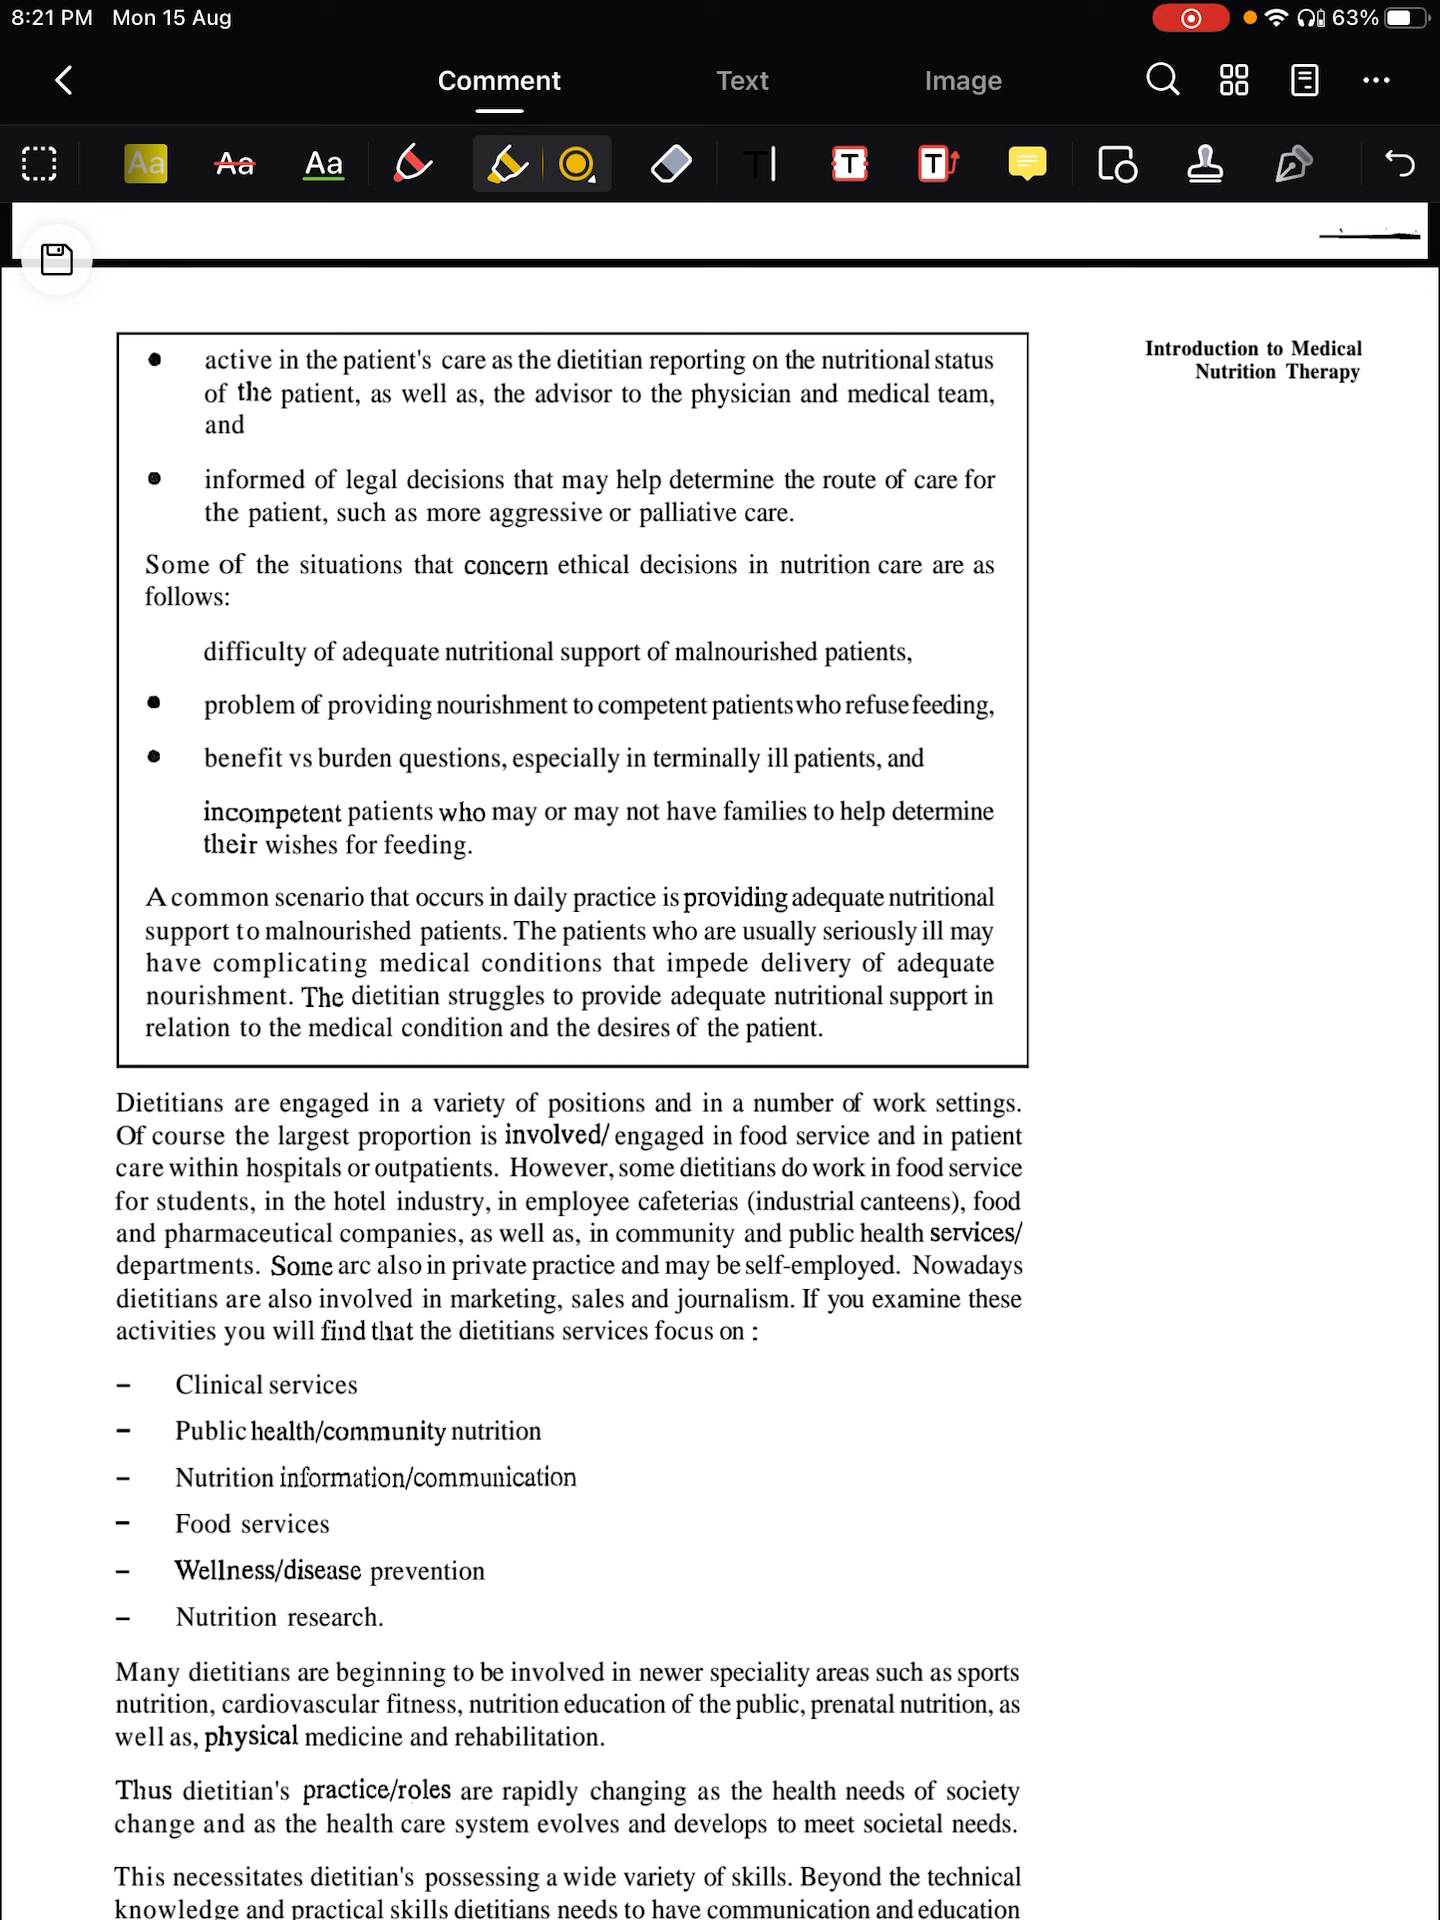 8:21 PM Mon 15 Aug 63%
Comment Text Image
Aa Aa Aa T T T
Introduction to Medical
Nutrition Therapy
• active in the patient's care as the dietitian reporting on the nutritional status
of the patient, as well as, the advisor to the physician and medical team,
and
• informed of legal decisions that may help determine the route of care for
the patient, such as more aggressive or palliative care.
Some of the situations that concern ethical decisions in nutrition care are as
follows:
difficulty of adequate nutritional support of malnourished patients,
• problem of providing nourishment to competent patients who refuse feeding,
• benefit vs burden questions, especially in terminally ill patients, and
incompetent patients who may or may not have families to help determine
their wishes for feeding.
A common scenario that occurs in daily practice is providing adequate nutritional
support to malnourished patients. The patients who are usually seriously ill may
have complicating medical conditions that impede delivery of adequate
nourishment. The dietitian struggles to provide adequate nutritional support in
relation to the medical condition and the desires of the patient.
Dietitians are engaged in a variety of positions and in a number of work settings.
Of course the largest proportion is involved/ engaged in food service and in patient
care within hospitals or outpatients. However, some dietitians do work in food service
for students, in the hotel industry, in employee cafeterias (industrial canteens), food
and pharmaceutical companies, as well as, in community and public health services/
departments. Some arc also in private practice and may be self-employed. Nowadays
dietitians are also involved in marketing, sales and journalism. If you examine these
activities you will find that the dietitians services focus on :
– Clinical services
– Public health/community nutrition
– Nutrition information/communication
– Food services
– Wellness/disease prevention
– Nutrition research.
Many dietitians are beginning to be involved in newer speciality areas such as sports
nutrition, cardiovascular fitness, nutrition education of the public, prenatal nutrition, as
well as, physical medicine and rehabilitation.
Thus dietitian's practice/roles are rapidly changing as the health needs of society
change and as the health care system evolves and develops to meet societal needs.
This necessitates dietitian's possessing a wide variety of skills. Beyond the technical
knowledge and practical skills dietitians needs to have communication and education